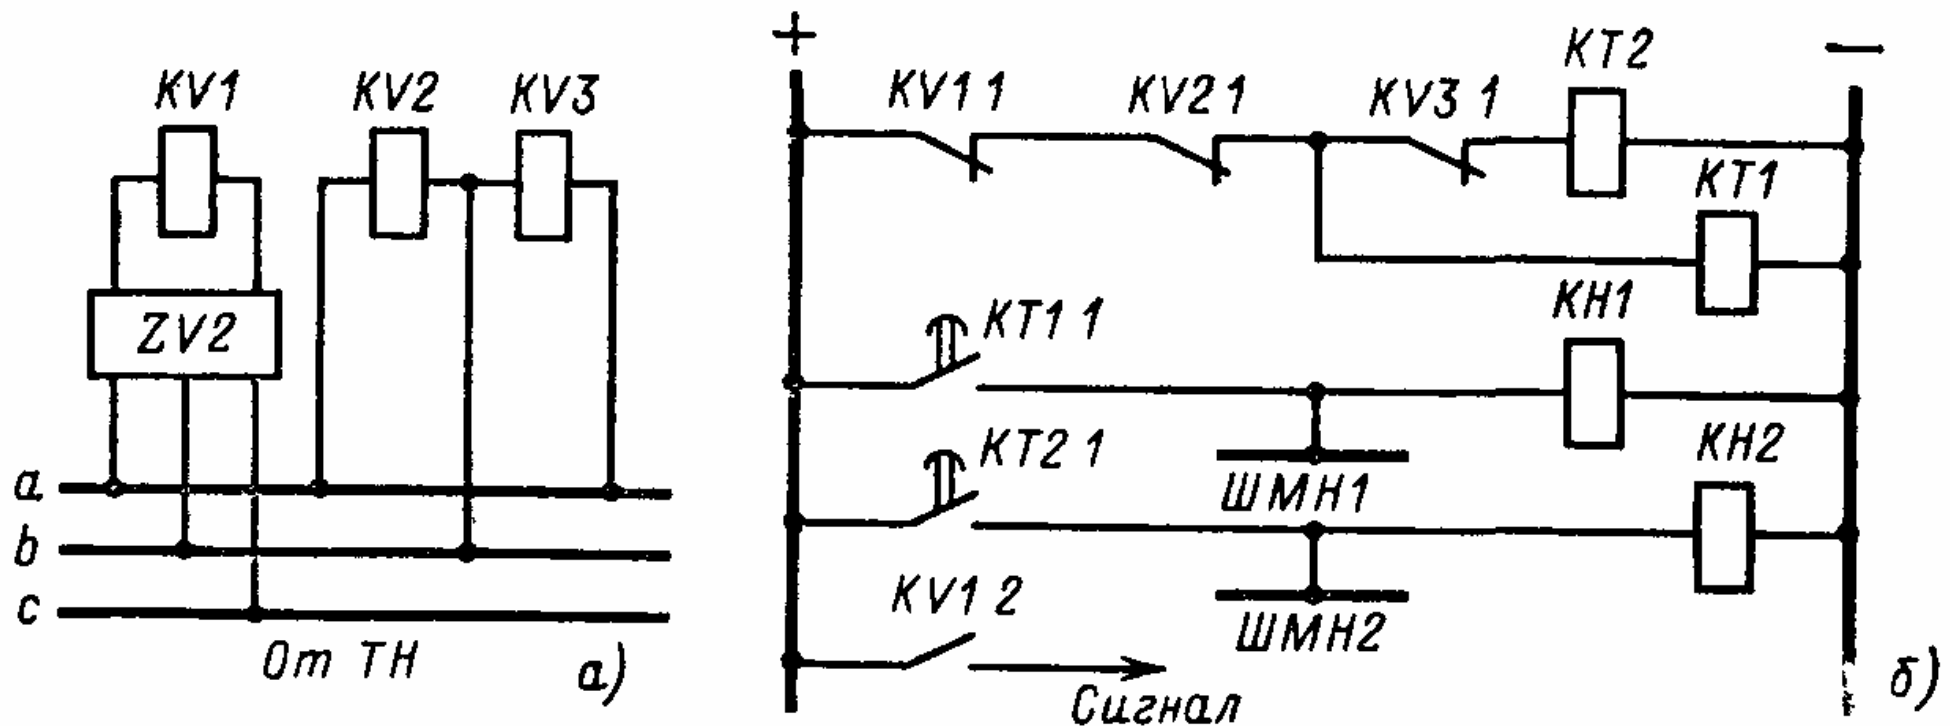 KV1 KV2 KV3
ZV2
a
b
c
От ТН
а)
+ —
KV1 1 KV2 1 KV3 1 KT2
KT1
KT1 1 KH1
ШМН1
KT2 1 KH2
ШМН2
KV1 2
Сигнал
б)